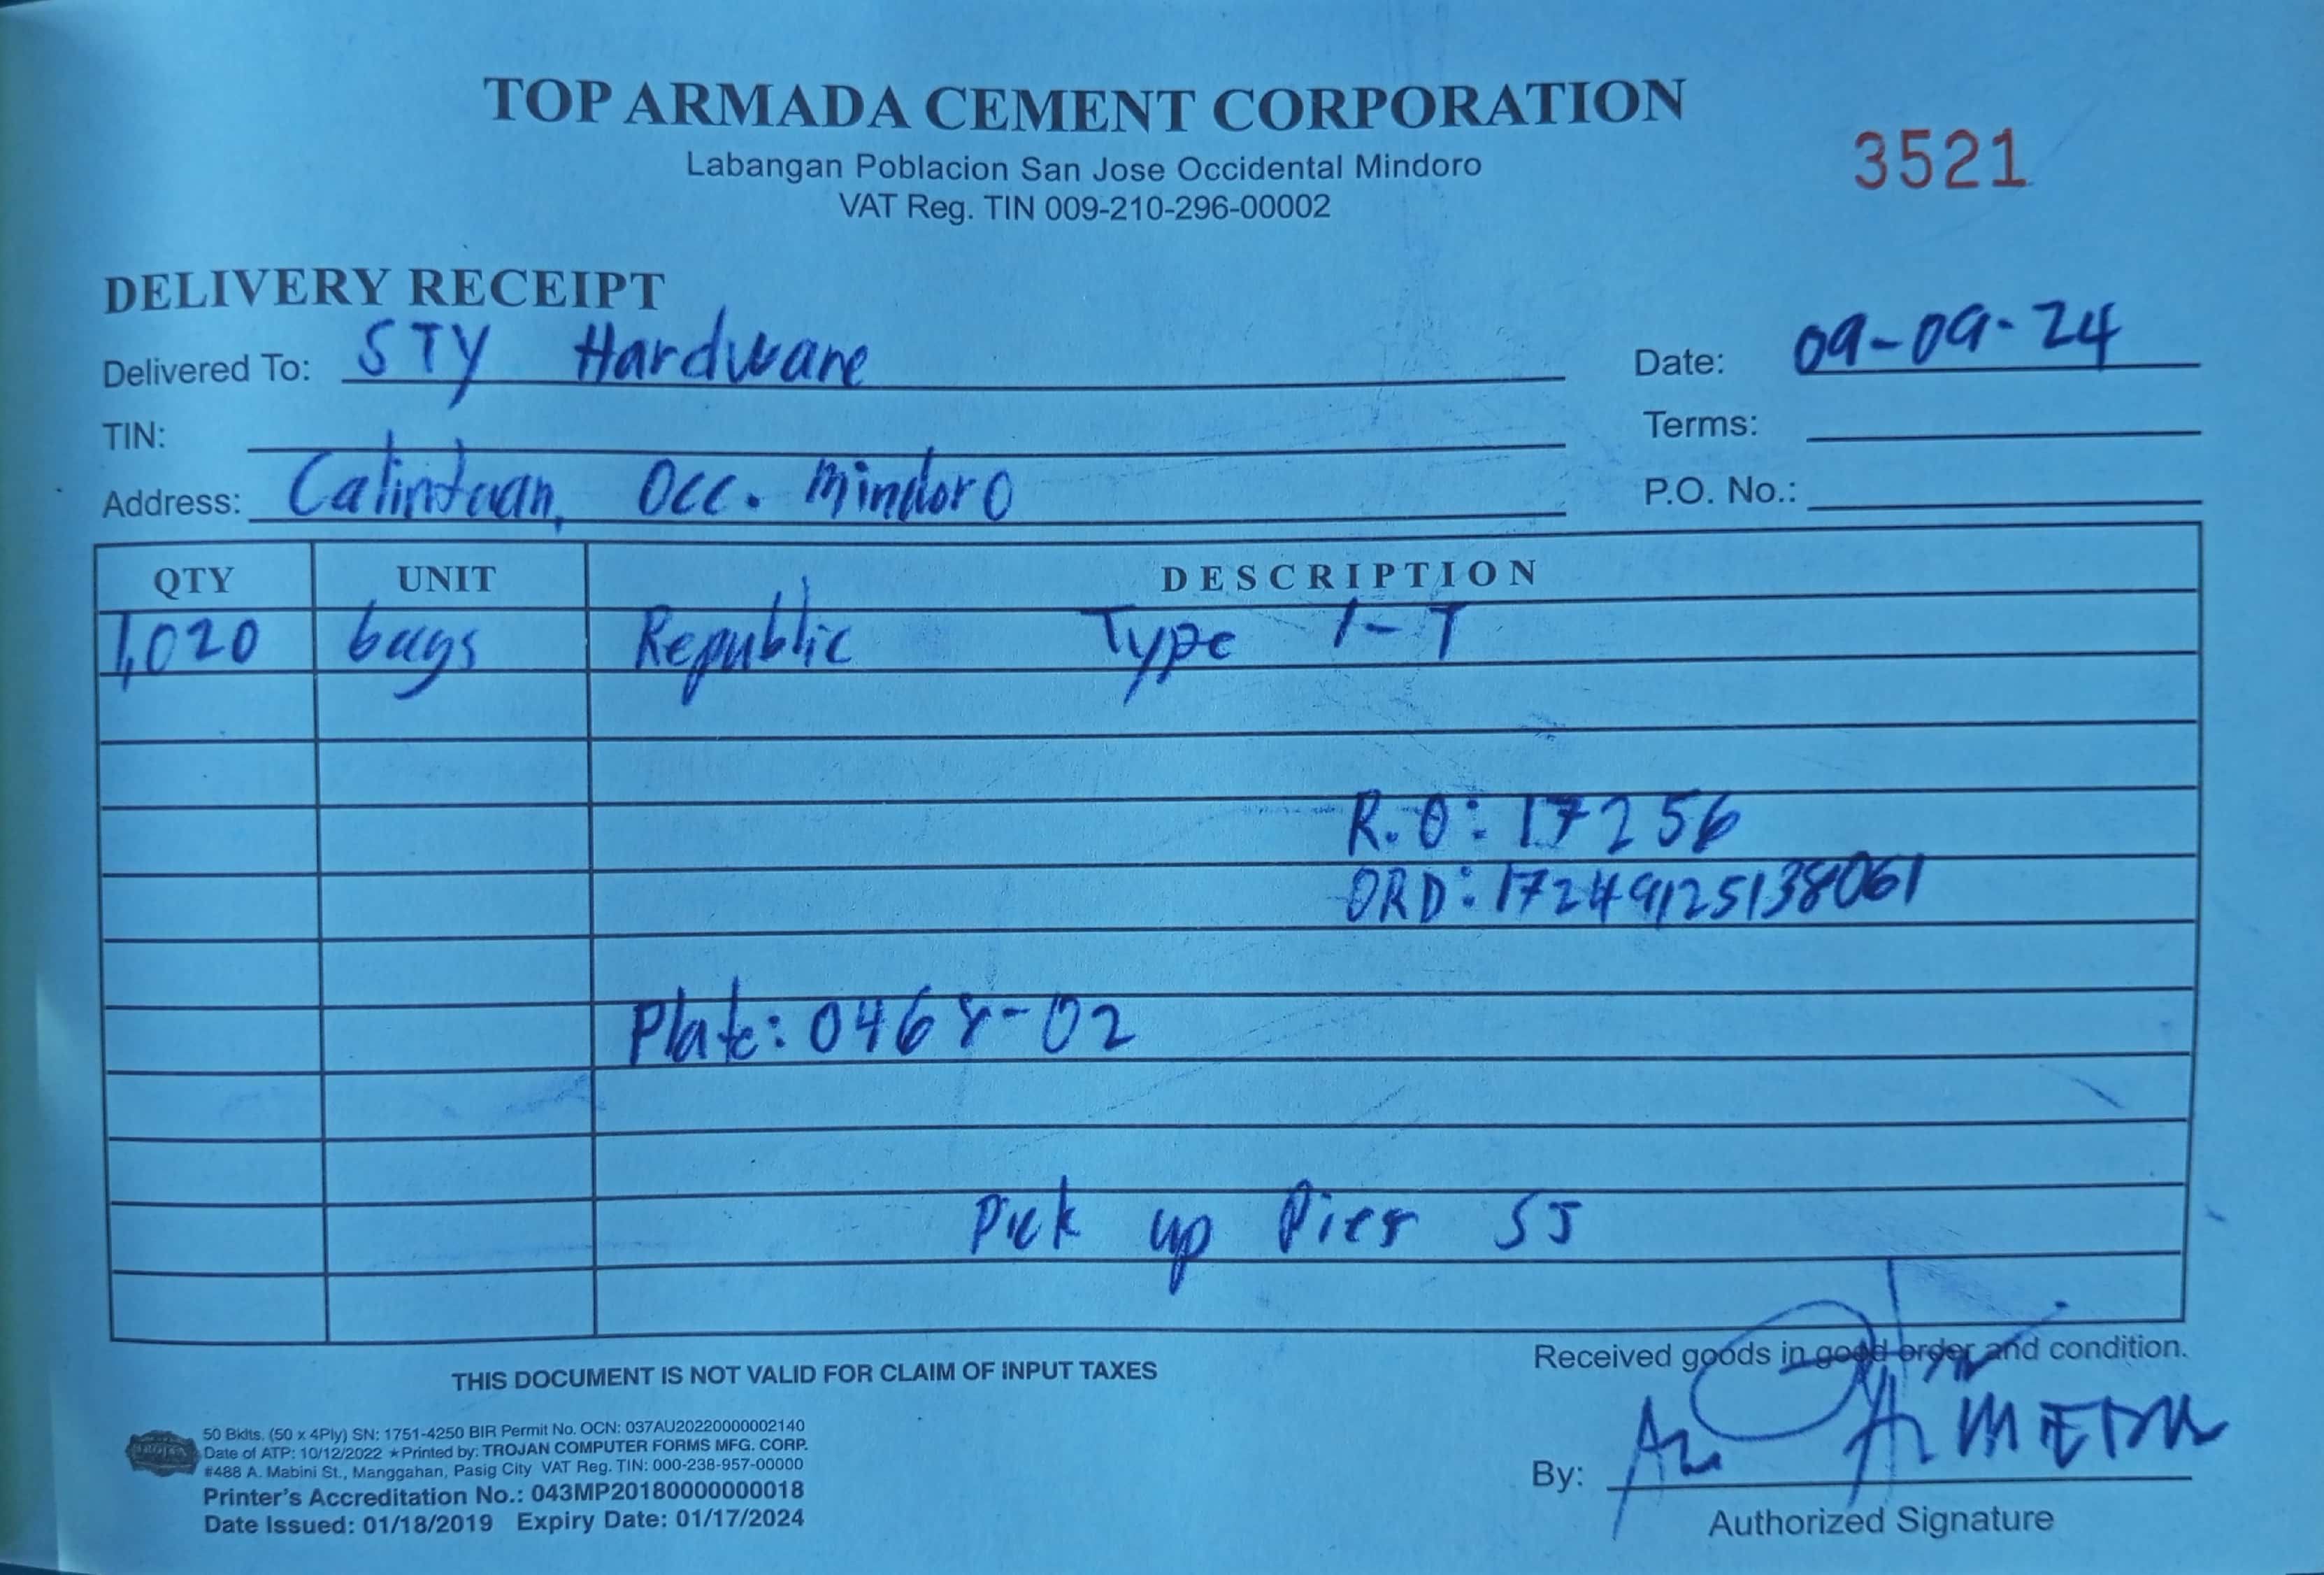 TOP ARMADA CEMENT CORPORATION
Labangan Poblacion San Jose Occidental Mindoro
3521
VAT Reg. TIN 009-210-296-00002
DELIVERY RECEIPT
Delivered To: STY Hardware Date: 09-09-24
TIN: Terms:
Address: Calintaan, Occ. Mindoro P.O. No.:
QTY UNIT DESCRIPTION
1,020 bags Republic Type 1-T
R.O: 17256
ORD: 17249125138061
Plate: 0468-02
Pick up Pier SJ
Received goods in good order and condition.
THIS DOCUMENT IS NOT VALID FOR CLAIM OF INPUT TAXES
50 Bklts. (50 x 4Ply) SN: 1751-4250 BIR Permit No. OCN: 037AU20220000002140
Date of ATP: 10/12/2022 ★Printed by: TROJAN COMPUTER FORMS MFG. CORP.
#488 A. Mabini St., Manggahan, Pasig City VAT Reg. TIN: 000-238-957-00000
Printer's Accreditation No.: 043MP20180000000018
Date Issued: 01/18/2019 Expiry Date: 01/17/2024
By:
Authorized Signature